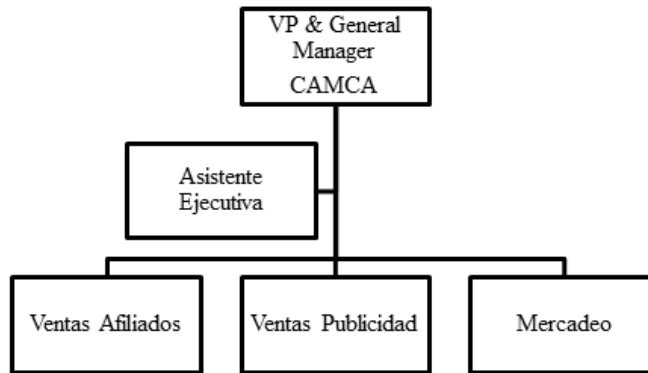 VP & General
Manager
CAMCA
Asistente
Ejecutiva
Ventas Afiliados
Ventas Publicidad
Mercadeo